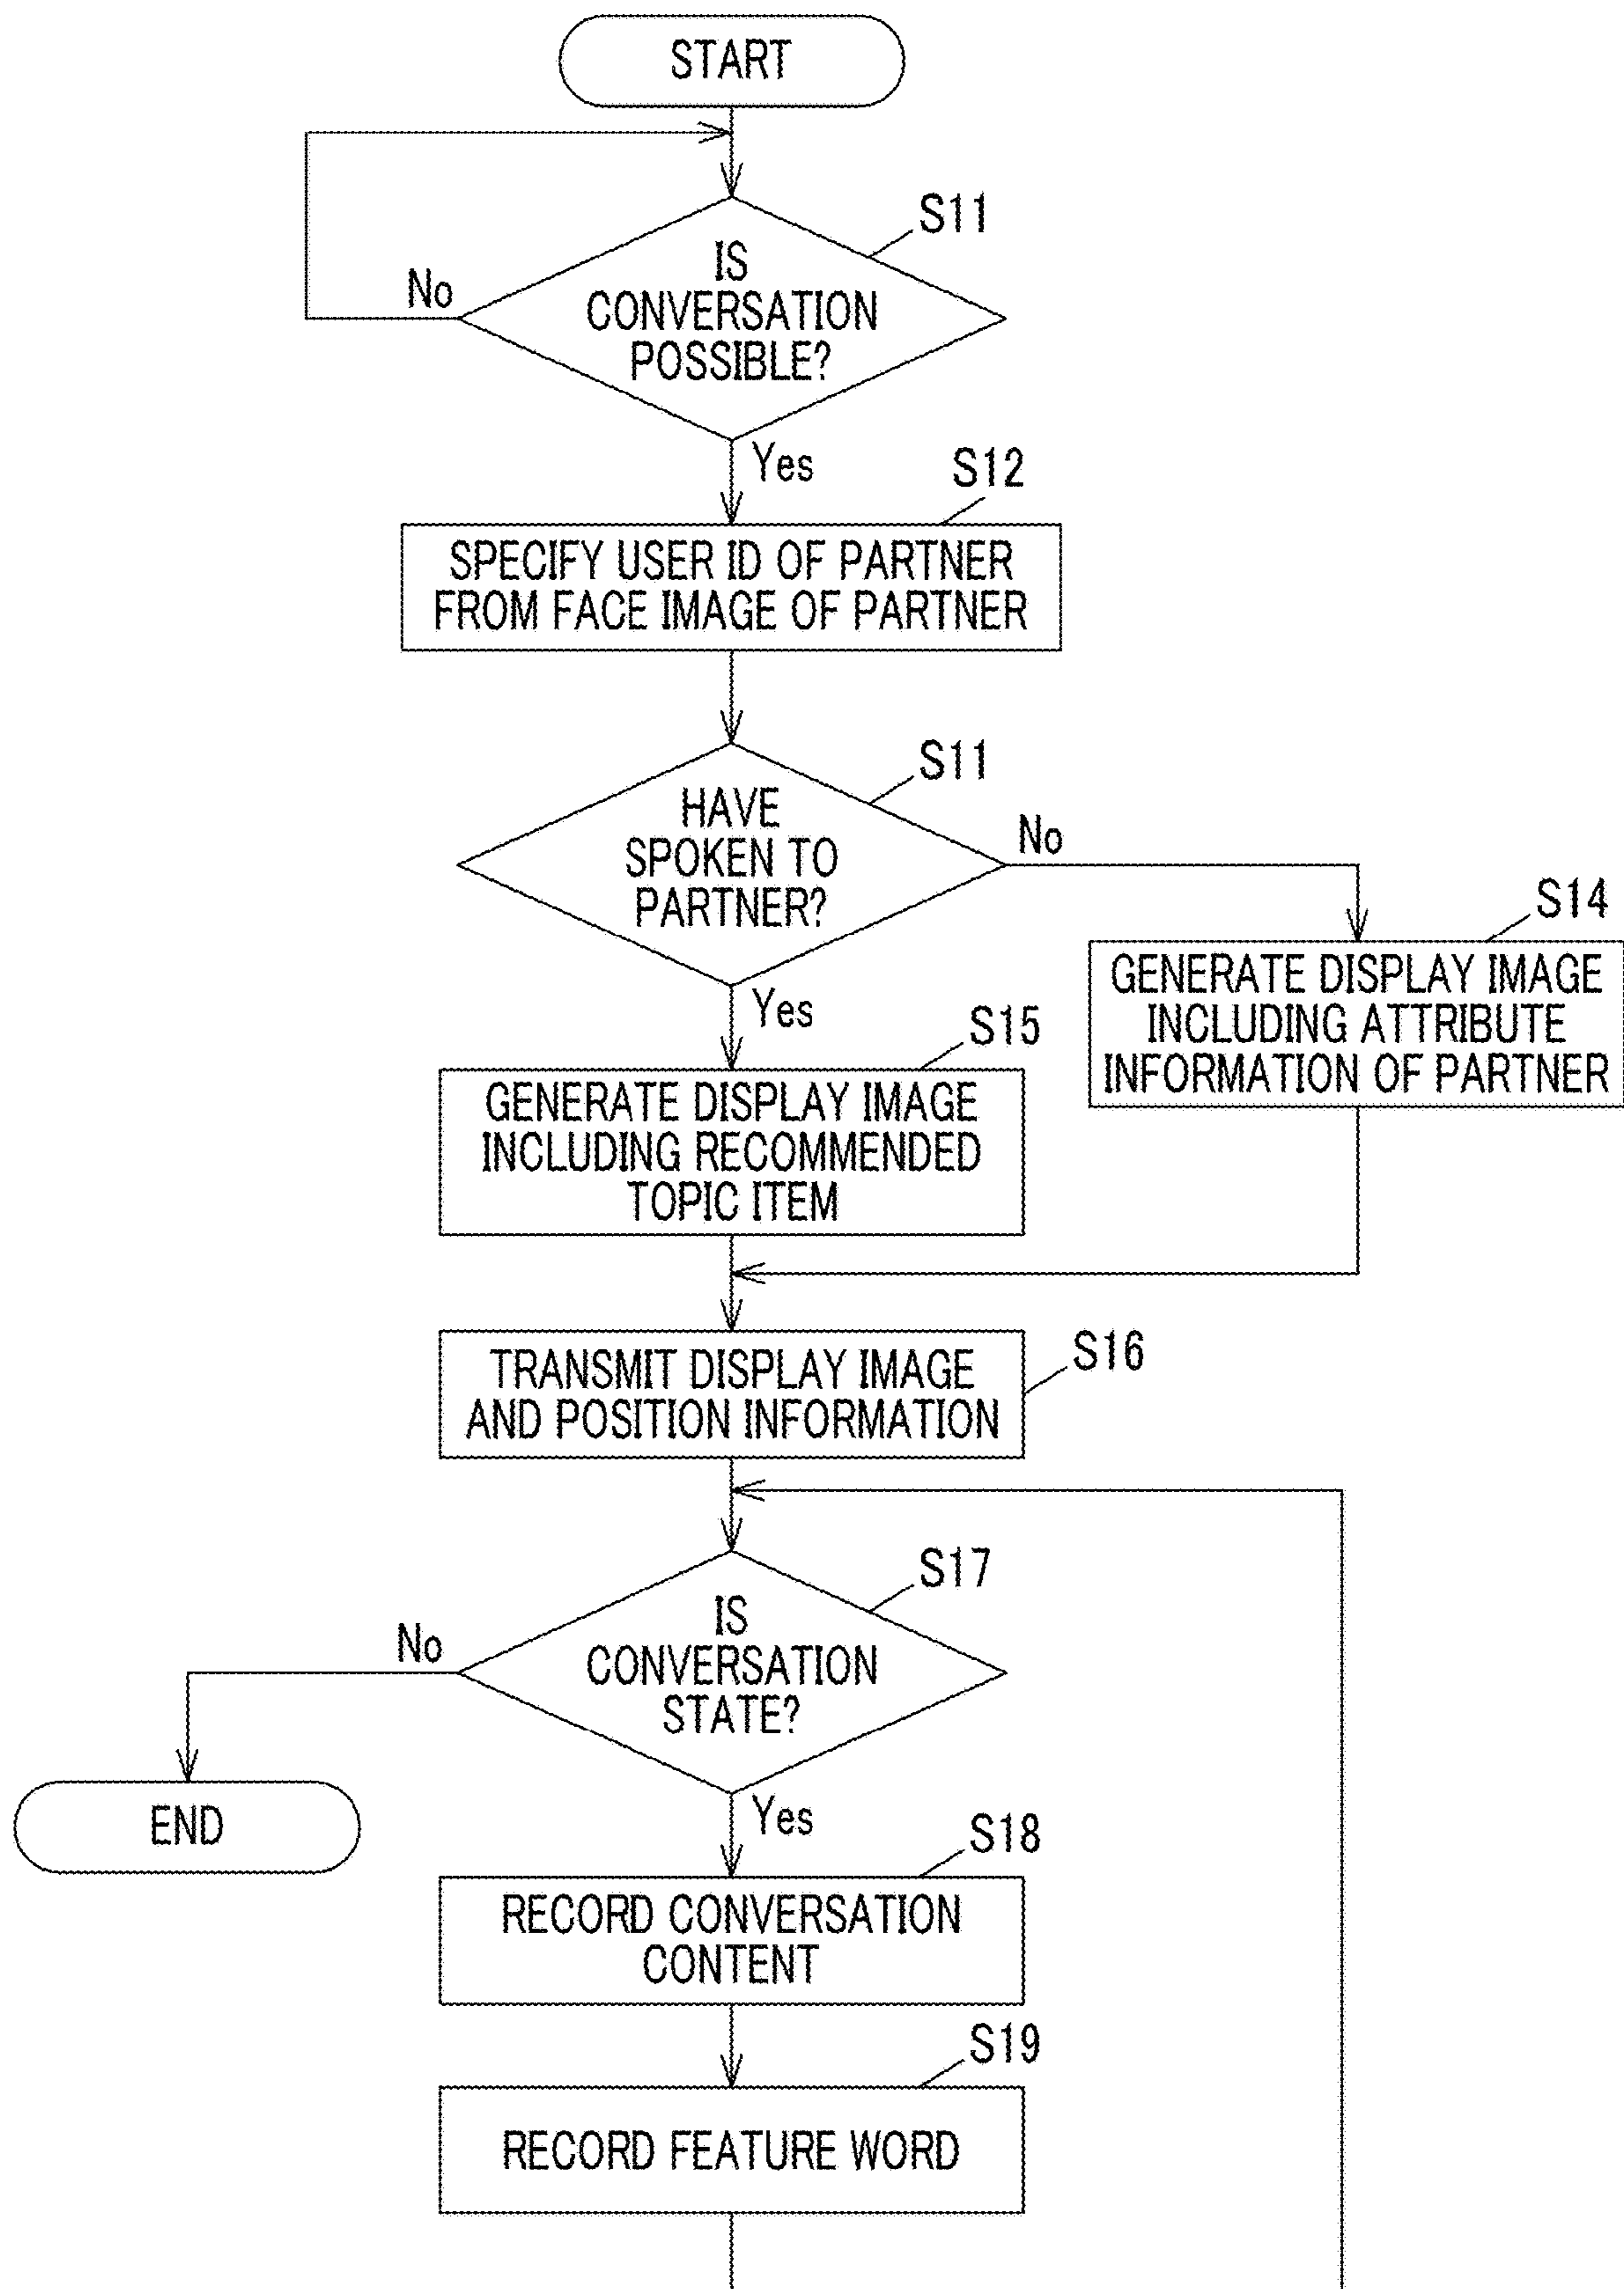 START
S11
IS
CONVERSATION
POSSIBLE?
No
Yes
S12
SPECIFY USER ID OF PARTNER
FROM FACE IMAGE OF PARTNER
S11
HAVE
SPOKEN TO
PARTNER?
No
Yes
S14
GENERATE DISPLAY IMAGE
INCLUDING ATTRIBUTE
INFORMATION OF PARTNER
S15
GENERATE DISPLAY IMAGE
INCLUDING RECOMMENDED
TOPIC ITEM
S16
TRANSMIT DISPLAY IMAGE
AND POSITION INFORMATION
S17
IS
CONVERSATION
STATE?
No
END
Yes
S18
RECORD CONVERSATION
CONTENT
S19
RECORD FEATURE WORD